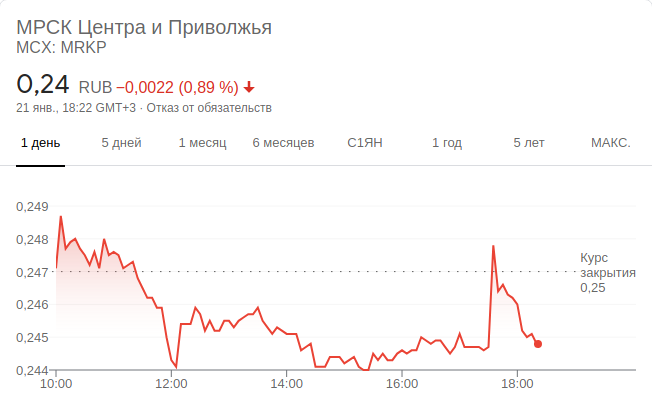 МРСК Центра и Приволжья
MCX: MRKP
0,24 RUB −0,0022 (0,89 %)
21 янв., 18:22 GMT+3 · Отказ от обязательств
1 день 5 дней 1 месяц 6 месяцев С1ЯН 1 год 5 лет МАКС.
0,249
0,248
0,247
0,246
0,245
0,244
Курс
закрытия
0,25
10:00 12:00 14:00 16:00 18:00